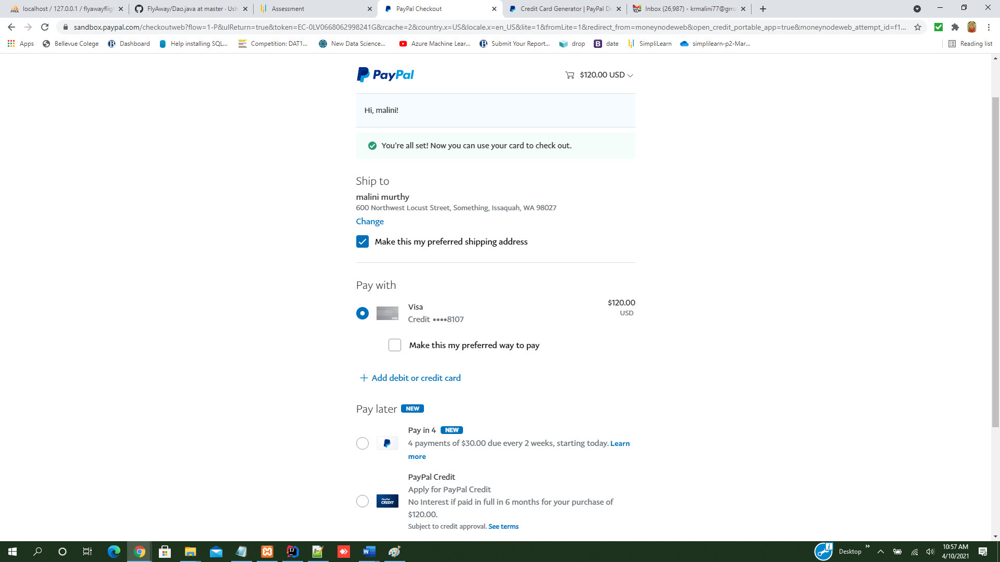 localhost / 127.0.0.1 / flyawayflig
FlyAway/Dao.java at master · Ush
Assessment
PayPal Checkout
Credit Card Generator | PayPal De
Inbox (26,987) - krmalini77@gma
sandbox.paypal.com/checkoutweb?flow=1-P&ulReturn=true&token=EC-0LV0668062998241G&rcache=2&country.x=US&locale.x=en_US&lite=1&fromLite=1&redirect_from=moneynodeweb&open_credit_portable_app=true&moneynodeweb_attempt_id=f1...
Apps
Bellevue Colege
Dashboard
Help installing SQL...
Competition: DAT1...
New Data Science...
Azure Machine Lear...
Submit Your Report...
drop
date
SimpliLearn
simplilearn-p2-Mar...
Reading list
PayPal
$120.00 USD
Hi, malini!
You're all set! Now you can use your card to check out.
Ship to
malini murthy
600 Northwest Locust Street, Something, Issaquah, WA 98027
Change
Make this my preferred shipping address
Pay with
Visa
$120.00
USD
Credit ••••8107
Make this my preferred way to pay
+ Add debit or credit card
Pay later NEW
Pay in 4 NEW
4 payments of $30.00 due every 2 weeks, starting today. Learn
more
PayPal Credit
Apply for PayPal Credit
PayPal
CREDIT
No Interest if paid in full in 6 months for your purchase of
$120.00.
Subject to credit approval. See terms
Desktop
10:57 AM
4/10/2021